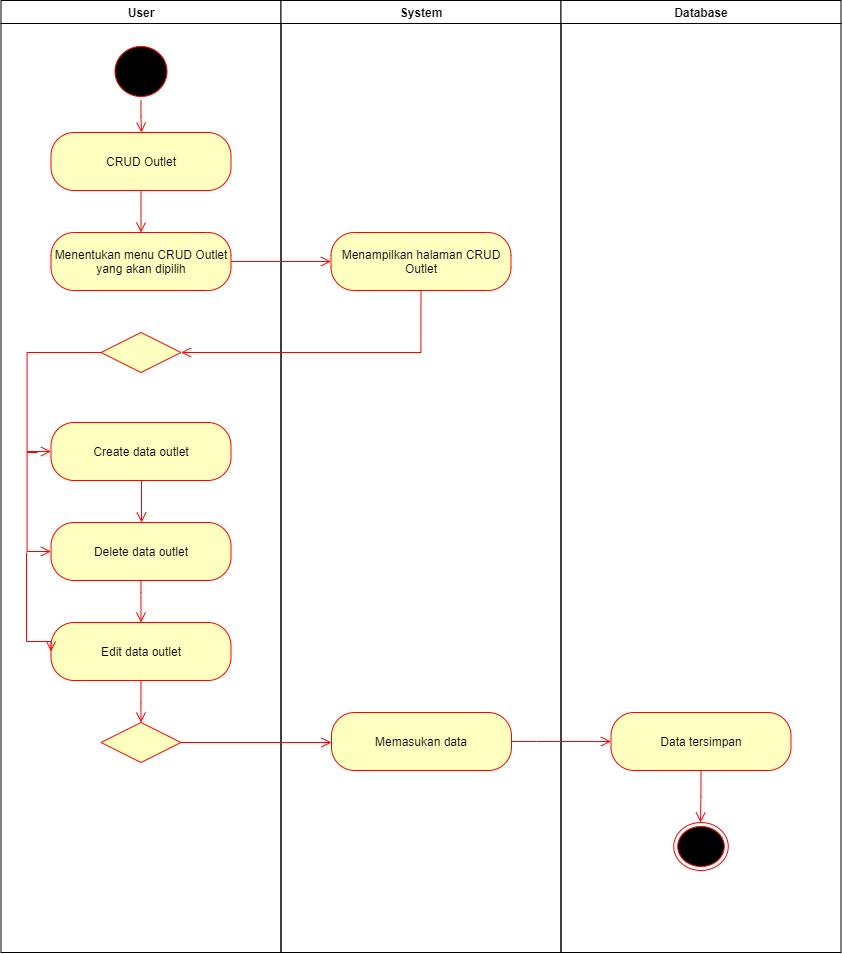 User
System
Database
CRUD Outlet
Menentukan menu CRUD Outlet
yang akan dipilih
Menampilkan halaman CRUD
Outlet
Create data outlet
Delete data outlet
Edit data outlet
Memasukan data
Data tersimpan